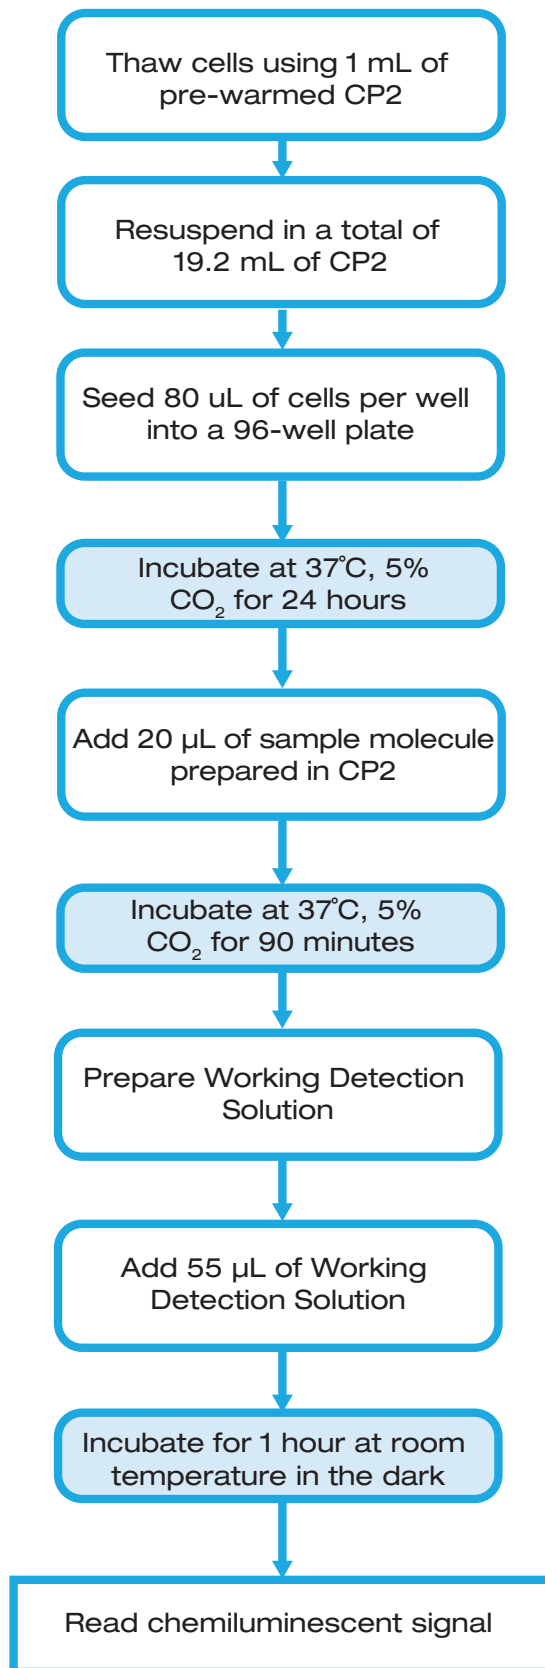 Thaw cells using 1 mL of
pre-warmed CP2
Resuspend in a total of
19.2 mL of CP2
Seed 80 uL of cells per well
into a 96-well plate
Incubate at 37°C, 5%
CO₂ for 24 hours
Add 20 µL of sample molecule
prepared in CP2
Incubate at 37°C, 5%
CO₂ for 90 minutes
Prepare Working Detection
Solution
Add 55 µL of Working
Detection Solution
Incubate for 1 hour at room
temperature in the dark
Read chemiluminescent signal